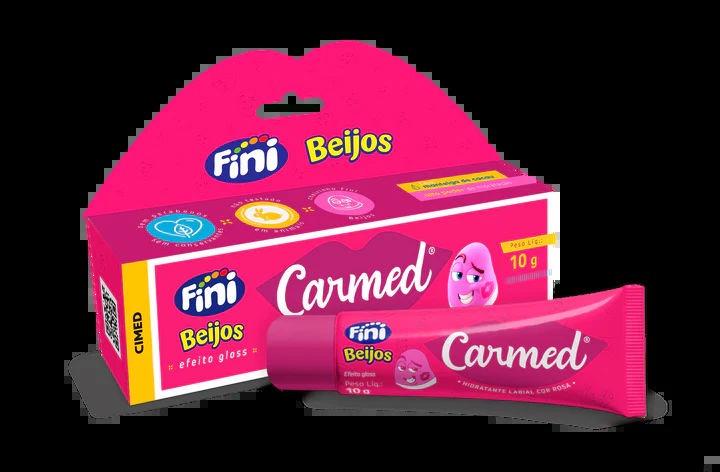 Fini Beijos
sem parabenos
sem conservantes
não testado
em animais
Beijos
manteiga de cacau
Fini
Beijos
efeito gloss
CIMED
Carmed®
Peso Líq.:
10 g
Fini
Beijos
Efeito gloss
Peso Líq.:
10 g
Carmed®
• HIDRATANTE LABIAL COR ROSA •